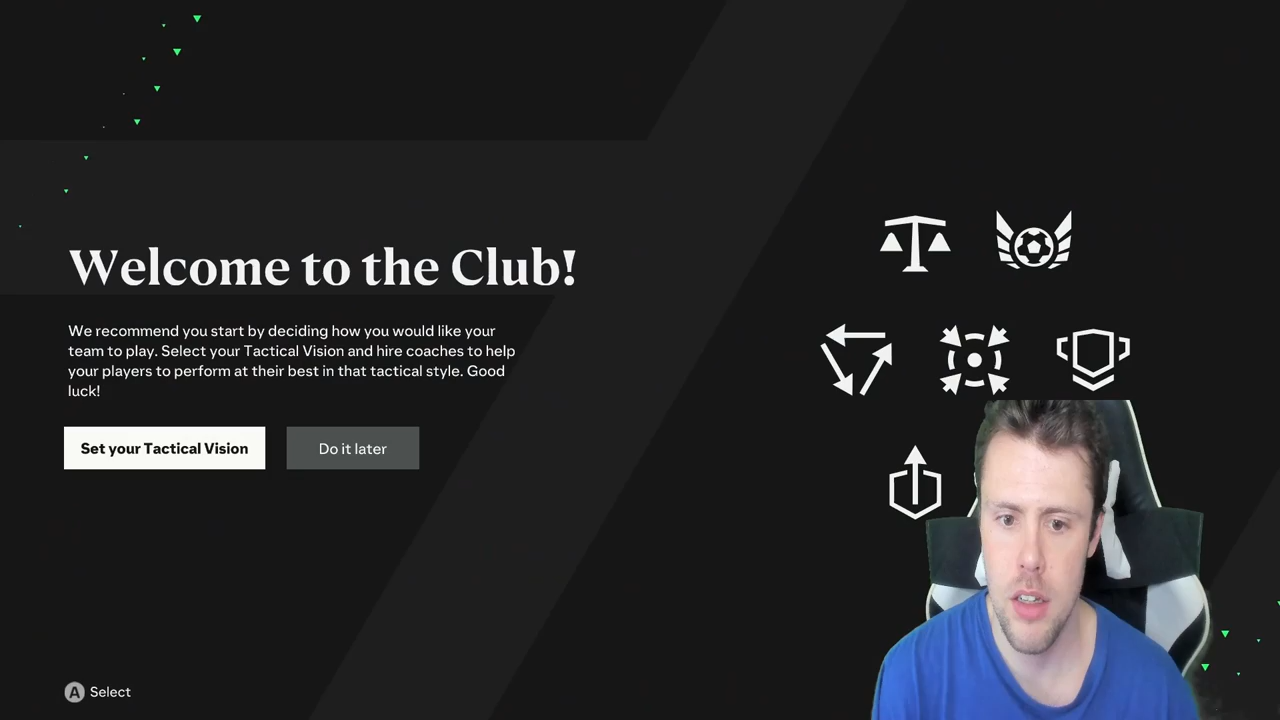 Welcome to the Club!
We recommend you start by deciding how you would like your
team to play. Select your Tactical Vision and hire coaches to help
your players to perform at their best in that tactical style. Good
luck!
Set your Tactical Vision
Do it later
A Select